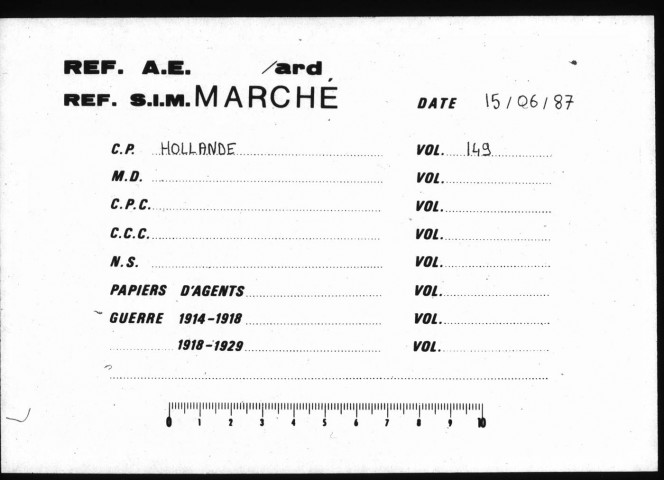 REF. A.E. /ard
REF. S.I.M. MARCHÉ DATE 15/06/87
C.P. HOLLANDE VOL. 149
M.D. VOL.
C.P.C. VOL.
C.C.C. VOL.
N.S. VOL.
PAPIERS D'AGENTS VOL.
GUERRE 1914-1918 VOL.
1918-1929 VOL.
0 1 2 3 4 5 6 7 8 9 10